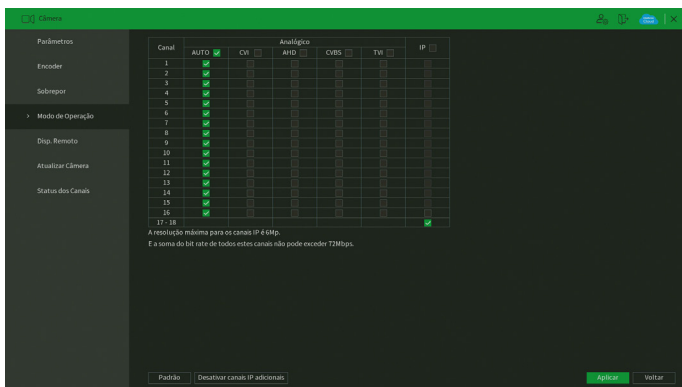 Câmera
Parâmetros
Encoder
Sobrepor
> Modo de Operação
Disp. Remoto
Atualizar Câmera
Status dos Canais
Canal
Analógico
IP
AUTO CVI AHD CVBS TVI
1
2
3
4
5
6
7
8
9
10
11
12
13
14
15
16
17 - 18
A resolução máxima para os canais IP é 6Mp.
E a soma do bit rate de todos estes canais não pode exceder 72Mbps.
Padrão
Desativar canais IP adicionais
Aplicar
Voltar